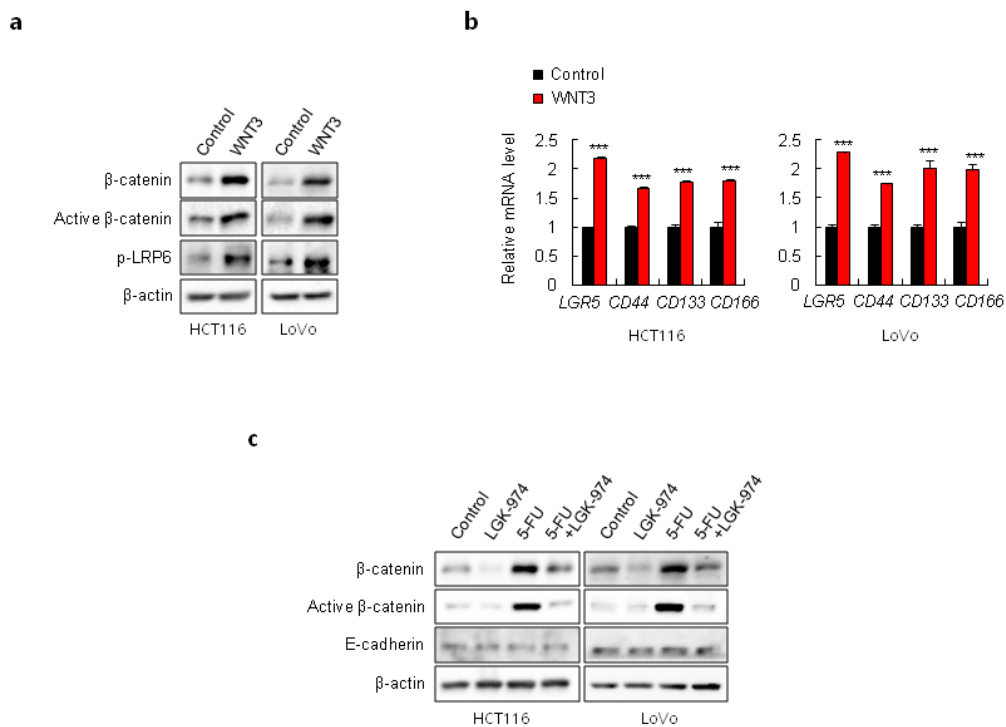 a
Control
WNT3
Control
WNT3
β-catenin
Active β-catenin
p-LRP6
β-actin
HCT116
LoVo
b
Control
WNT3
Relative mRNA level
2.5
2
1.5
1
0.5
0
***
***
***
***
LGR5 CD44 CD133 CD166
HCT116
2.5
2
1.5
1
0.5
0
***
***
***
***
LGR5 CD44 CD133 CD166
LoVo
c
Control
LGK-974
5-FU
5-FU
+LGK-974
Control
LGK-974
5-FU
5-FU
+LGK-974
β-catenin
Active β-catenin
E-cadherin
β-actin
HCT116
LoVo